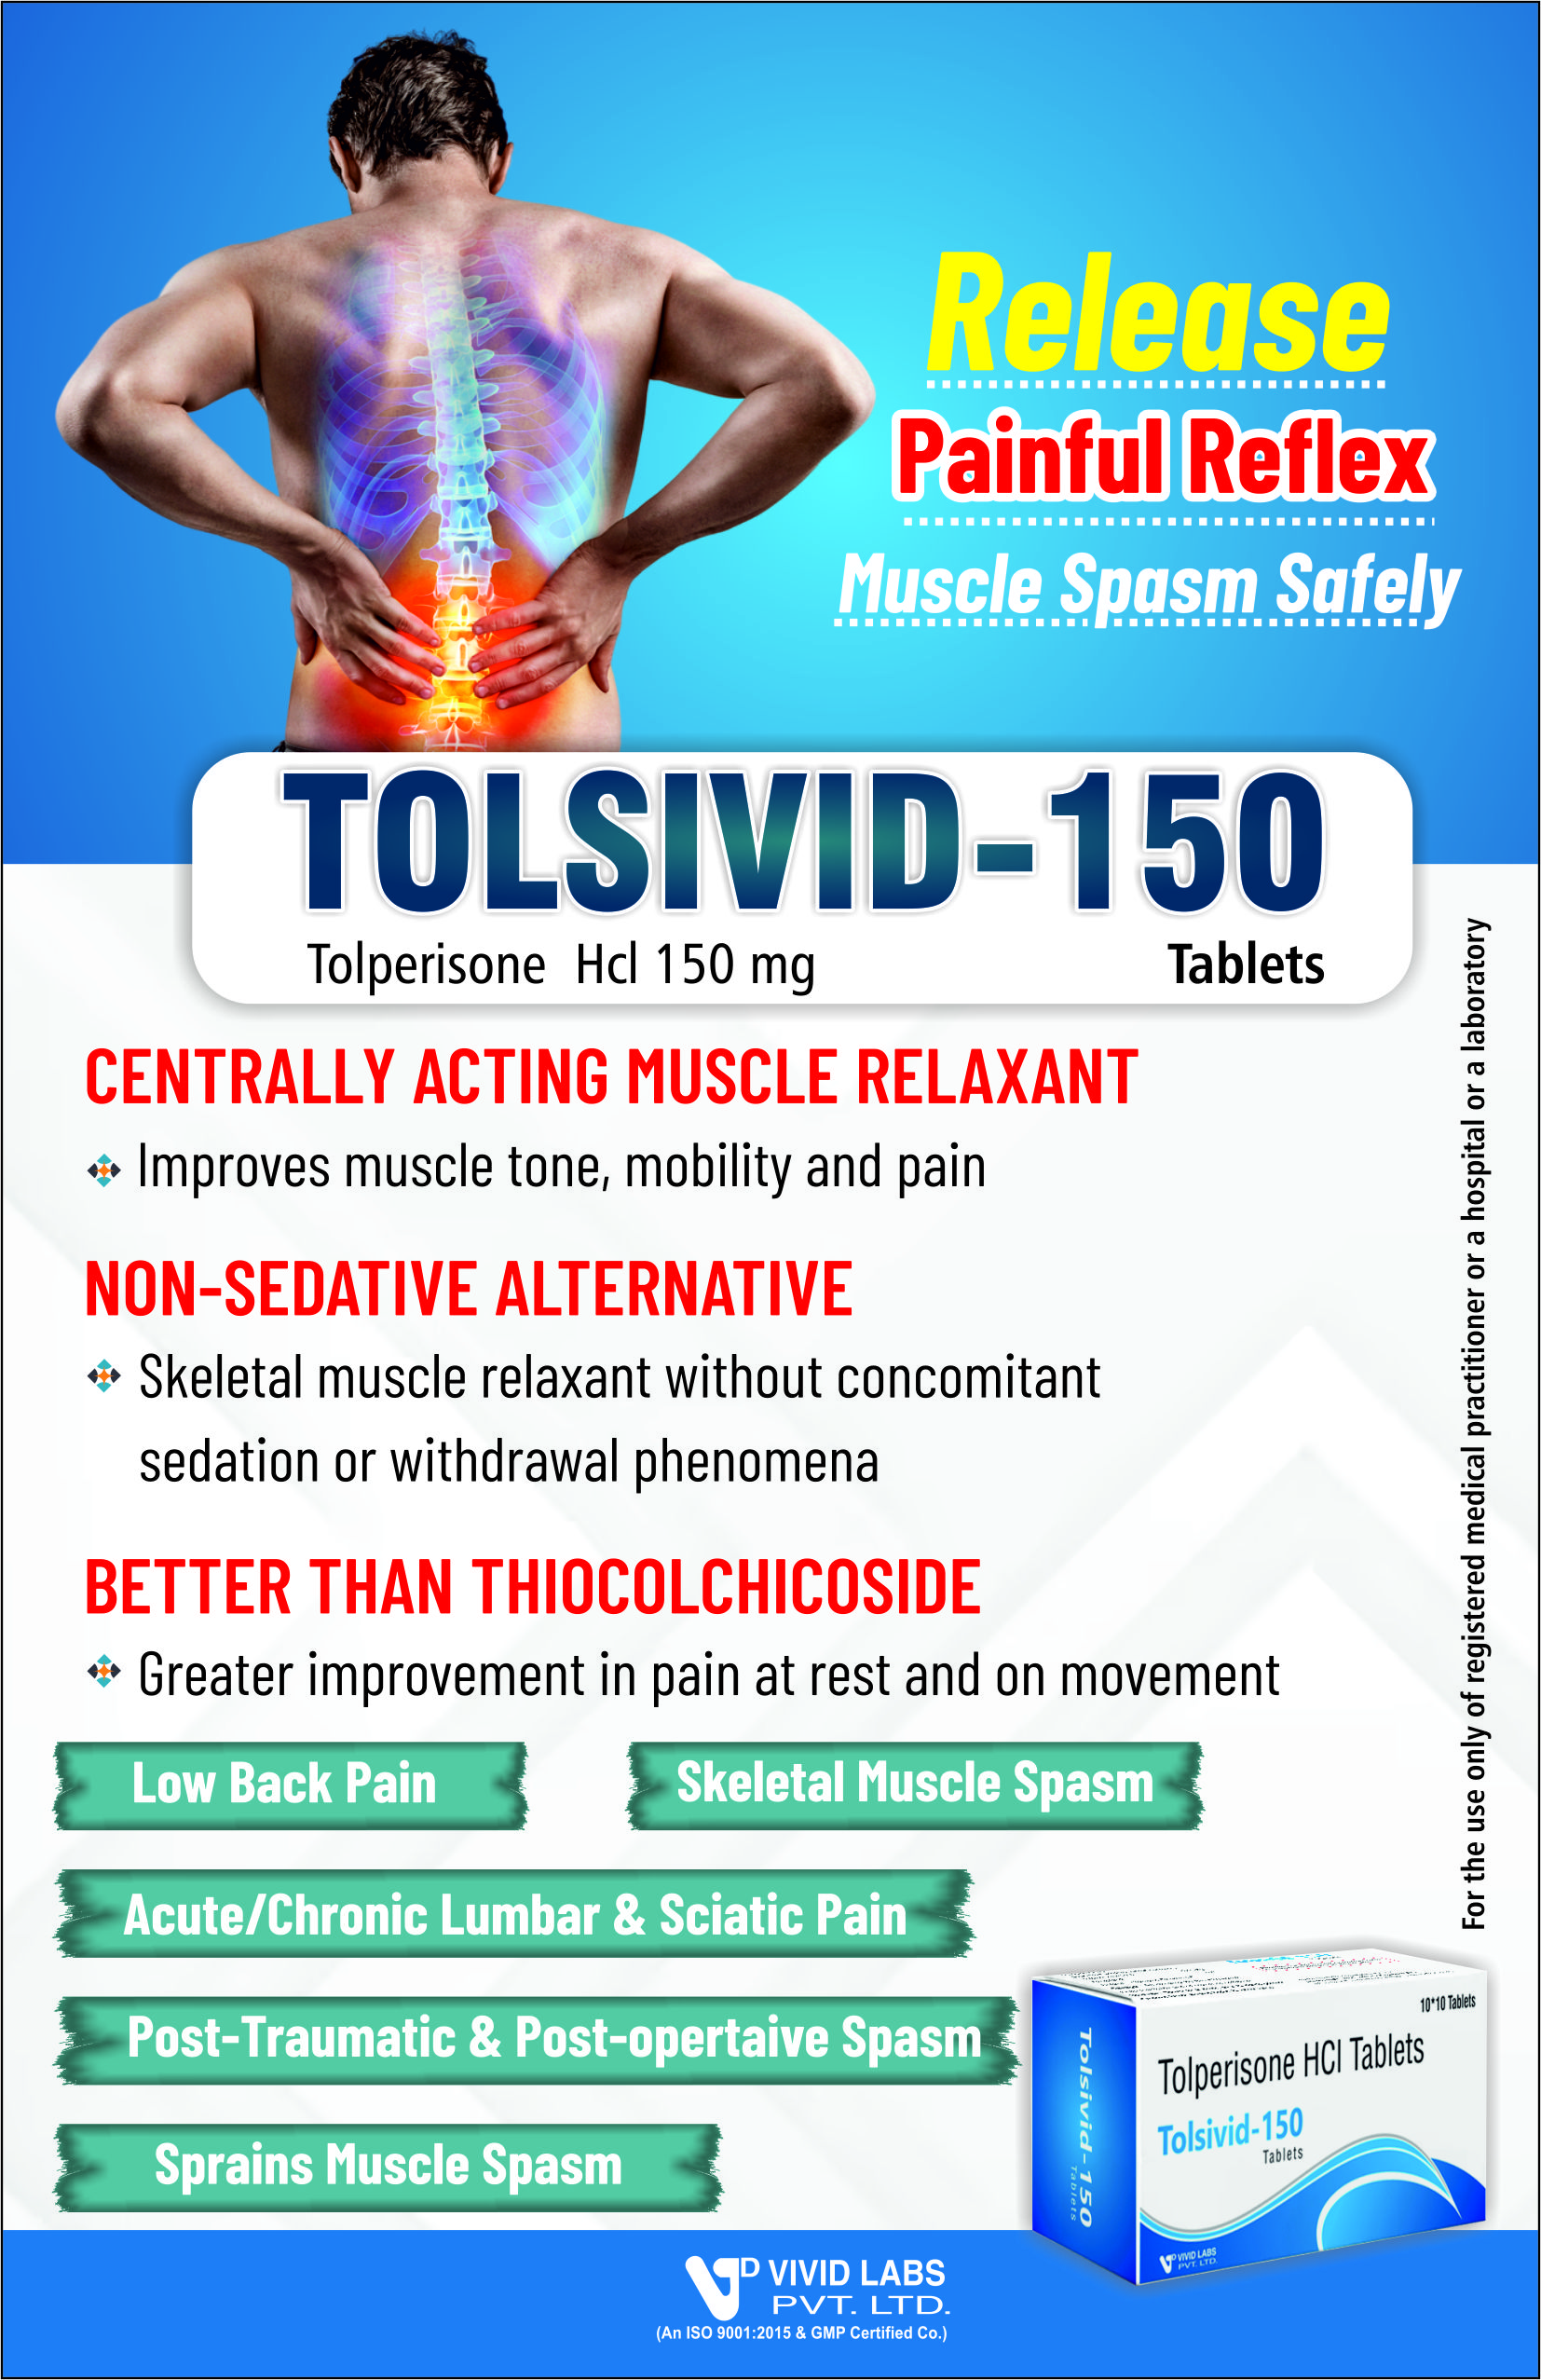 Release
Painful Reflex
Muscle Spasm Safely
TOLSIVID-150
Tolperisone Hcl 150 mg
Tablets
CENTRALLY ACTING MUSCLE RELAXANT
Improves muscle tone, mobility and pain
NON-SEDATIVE ALTERNATIVE
Skeletal muscle relaxant without concomitant
sedation or withdrawal phenomena
BETTER THAN THIOCOLCHICOSIDE
Greater improvement in pain at rest and on movement
Low Back Pain
Skeletal Muscle Spasm
Acute/Chronic Lumbar & Sciatic Pain
Post-Traumatic & Post-opertaive Spasm
Sprains Muscle Spasm
For the use only of registered medical practitioner or a hospital or a laboratory
10*10 Tablets
Tolperisone HCl Tablets
Tolsivid-150
Tablets
Tolsivid-150
Tablets
VD VIVID LABS
PVT. LTD.
VD VIVID LABS
PVT. LTD.
(An ISO 9001:2015 & GMP Certified Co.)